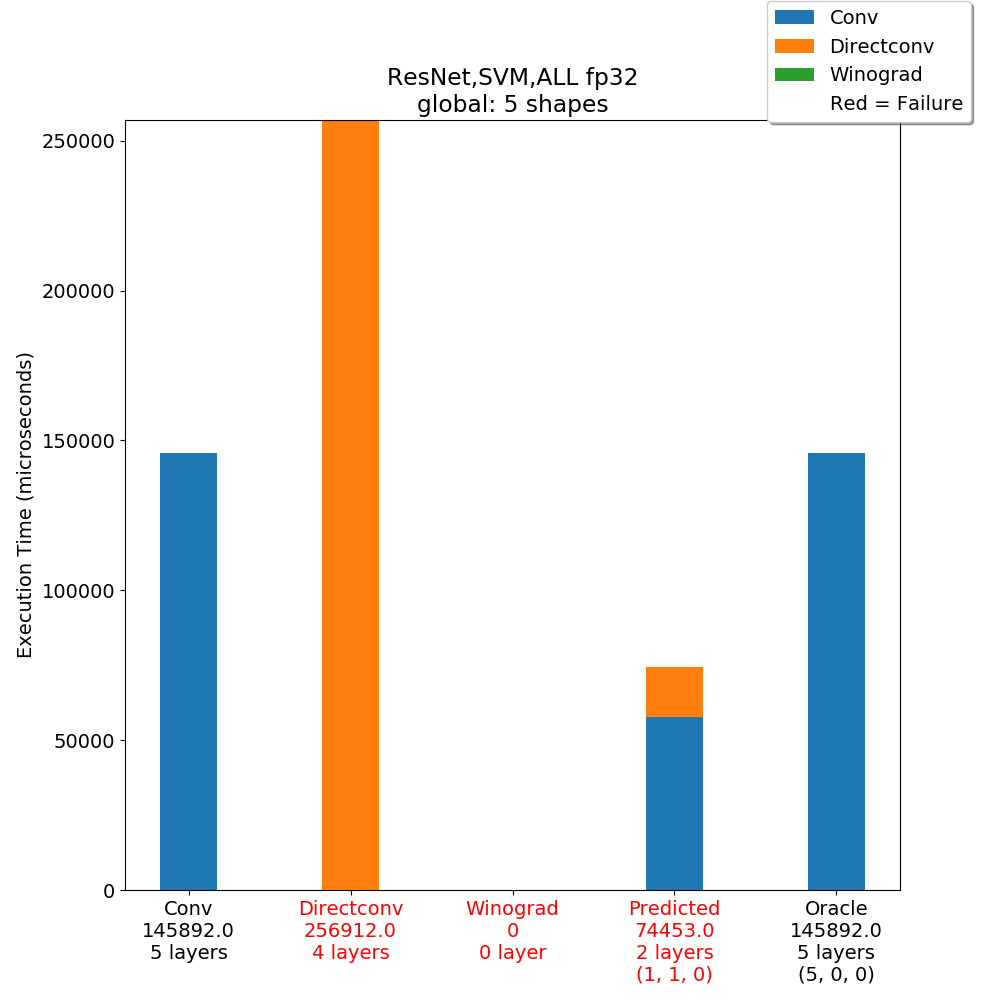 Conv
Directconv
Winograd
Red = Failure
ResNet,SVM,ALL fp32
global: 5 shapes
Execution Time (microseconds)
250000
200000
150000
100000
50000
0
Conv
145892.0
5 layers
Directconv
256912.0
4 layers
Winograd
0
0 layer
Predicted
74453.0
2 layers
(1, 1, 0)
Oracle
145892.0
5 layers
(5, 0, 0)